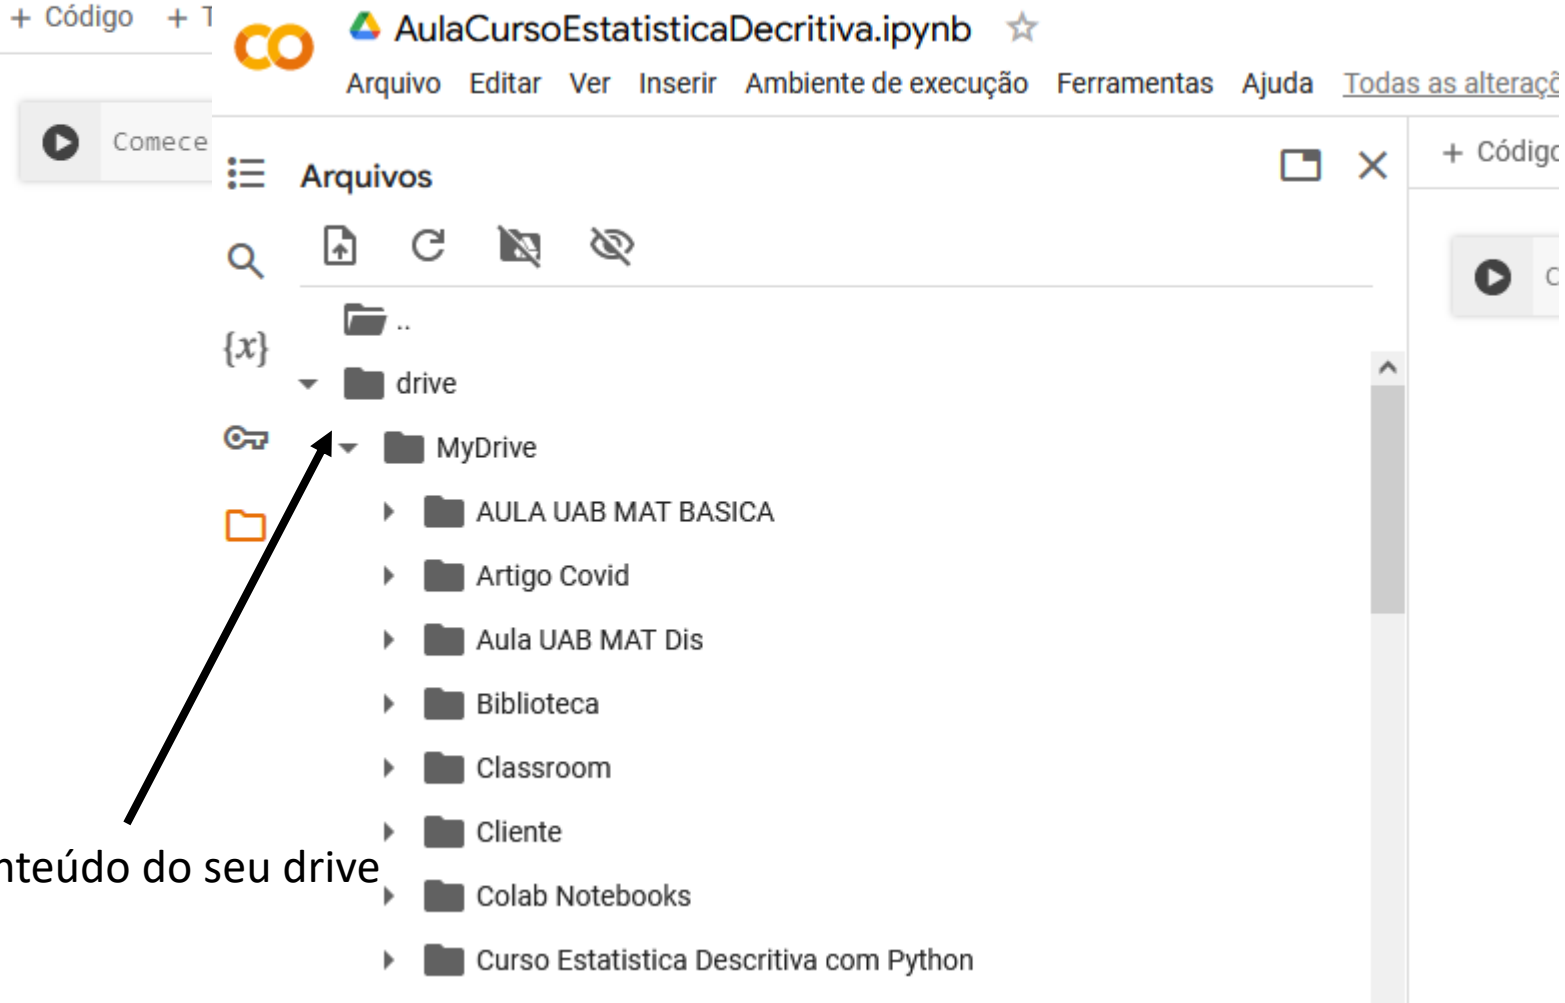 + Código +
AulaCursoEstatisticaDecritiva.ipynb
Arquivo Editar Ver Inserir Ambiente de execução Ferramentas Ajuda Todas as
Comece
Arquivos
+ Código
{x}
..
drive
MyDrive
AULA UAB MAT BASICA
Artigo Covid
Aula UAB MAT Dis
Biblioteca
Classroom
Cliente
do seu drive
Colab Notebooks
Curso Estatistica Descritiva com Python